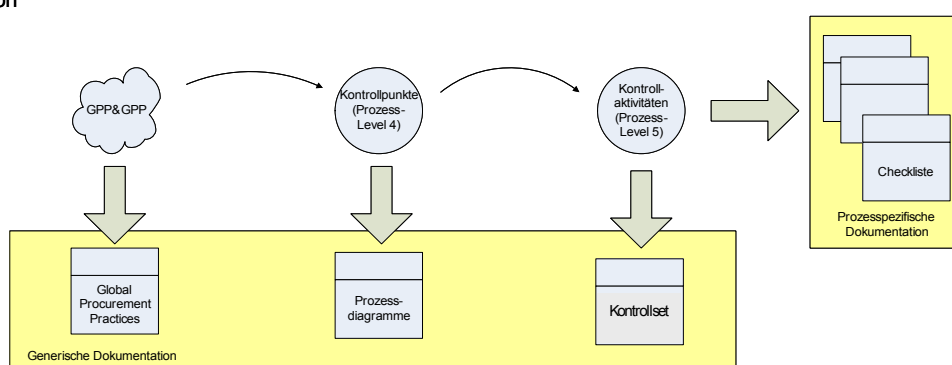 GPP&GPP
Kontrollpunkte
(Prozess-
Level 4)
Kontroll-
aktivitäten
(Prozess-
Level 5)
Checkliste
Prozesspezifische
Dokumentation
Global
Procurement
Practices
Prozess-
diagramme
Kontrollset
Generische Dokumentation